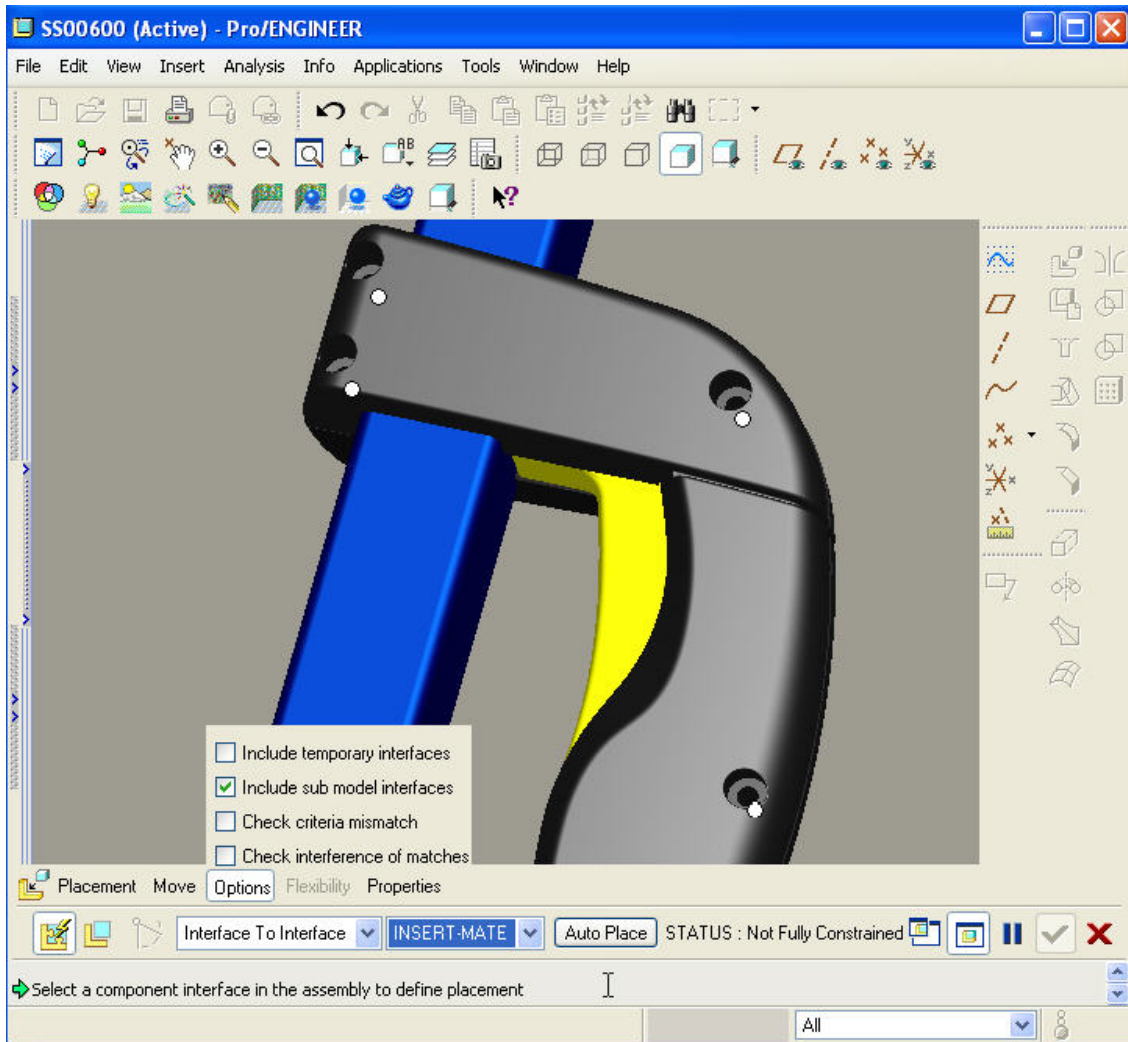 SS00600 (Active) - Pro/ENGINEER
File Edit View Insert Analysis Info Applications Tools Window Help
Include temporary interfaces
Include sub model interfaces
Check criteria mismatch
Check interference of matches
Placement Move Options Flexibility Properties
Interface To Interface INSERT-MATE Auto Place STATUS : Not Fully Constrained
Select a component interface in the assembly to define placement
All